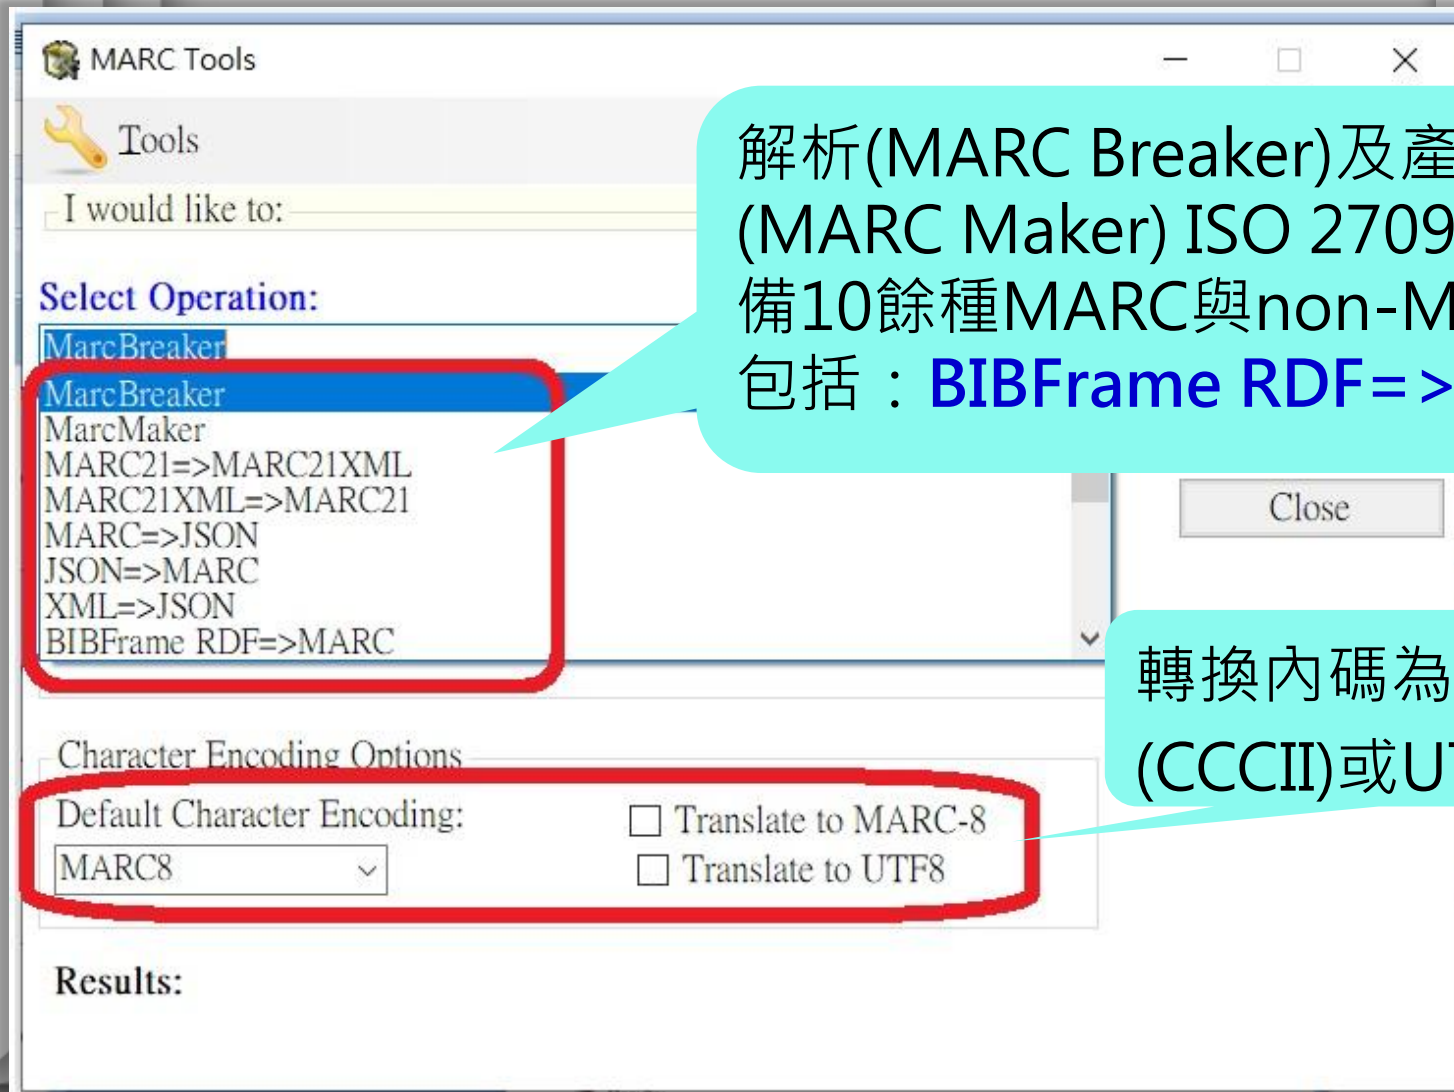 MARC Tools
Tools
I would like to:
Select Operation:
MarcBreaker
MarcBreaker
MarcMaker
MARC21=>MARC21XML
MARC21XML=>MARC21
MARC=>JSON
JSON=>MARC
XML=>JSON
BIBFrame RDF=>MARC
解析(MARC Breaker)及產
(MARC Maker) ISO 2709
備10餘種MARC與non-M
包括：BIBFrame RDF=>
Close
轉換內碼為
(CCCII)或UT
Character Encoding Options
Default Character Encoding:
MARC8
Translate to MARC-8
Translate to UTF8
Results: